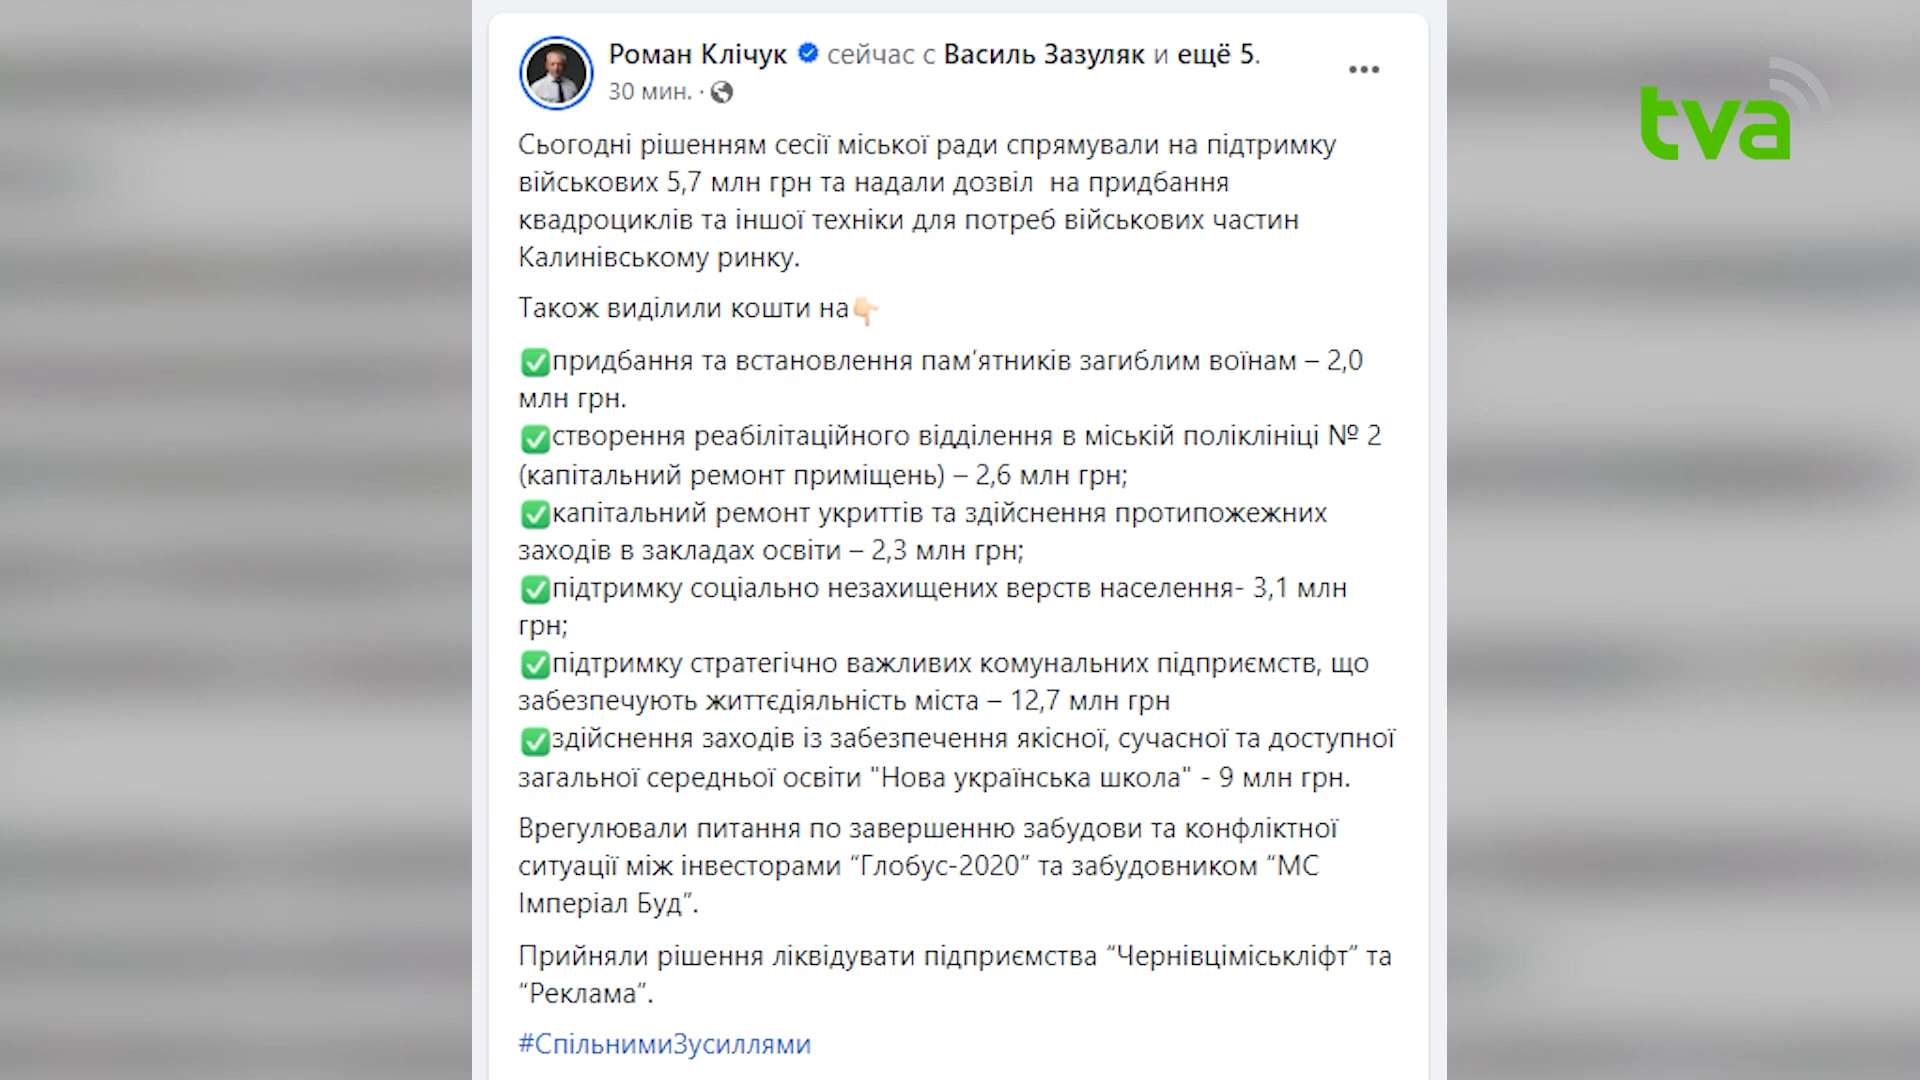 Роман Клічук сейчас с Василь Зазуляк и ещё 5.
30 мин. ·
tva
Сьогодні рішенням сесії міської ради спрямували на підтримку
військових 5,7 млн грн та надали дозвіл  на придбання
квадроциклів та іншої техніки для потреб військових частин
Калинівському ринку.
Також виділили кошти на👇🏻
✅придбання та встановлення пам’ятників загиблим воїнам – 2,0
млн грн.
✅створення реабілітаційного відділення в міській поліклініці № 2
(капітальний ремонт приміщень) – 2,6 млн грн;
✅капітальний ремонт укриттів та здійснення протипожежних
заходів в закладах освіти – 2,3 млн грн;
✅підтримку соціально незахищених верств населення- 3,1 млн
грн;
✅підтримку стратегічно важливих комунальних підприємств, що
забезпечують життєдіяльність міста – 12,7 млн грн
✅здійснення заходів із забезпечення якісної, сучасної та доступної
загальної середньої освіти "Нова українська школа" - 9 млн грн.
Врегулювали питання по завершенню забудови та конфліктної
ситуації між інвесторами “Глобус-2020” та забудовником “МС
Імперіал Буд”.
Прийняли рішення ліквідувати підприємства “Чернівціміськліфт” та
“Реклама”.
#СпільнимиЗусиллями